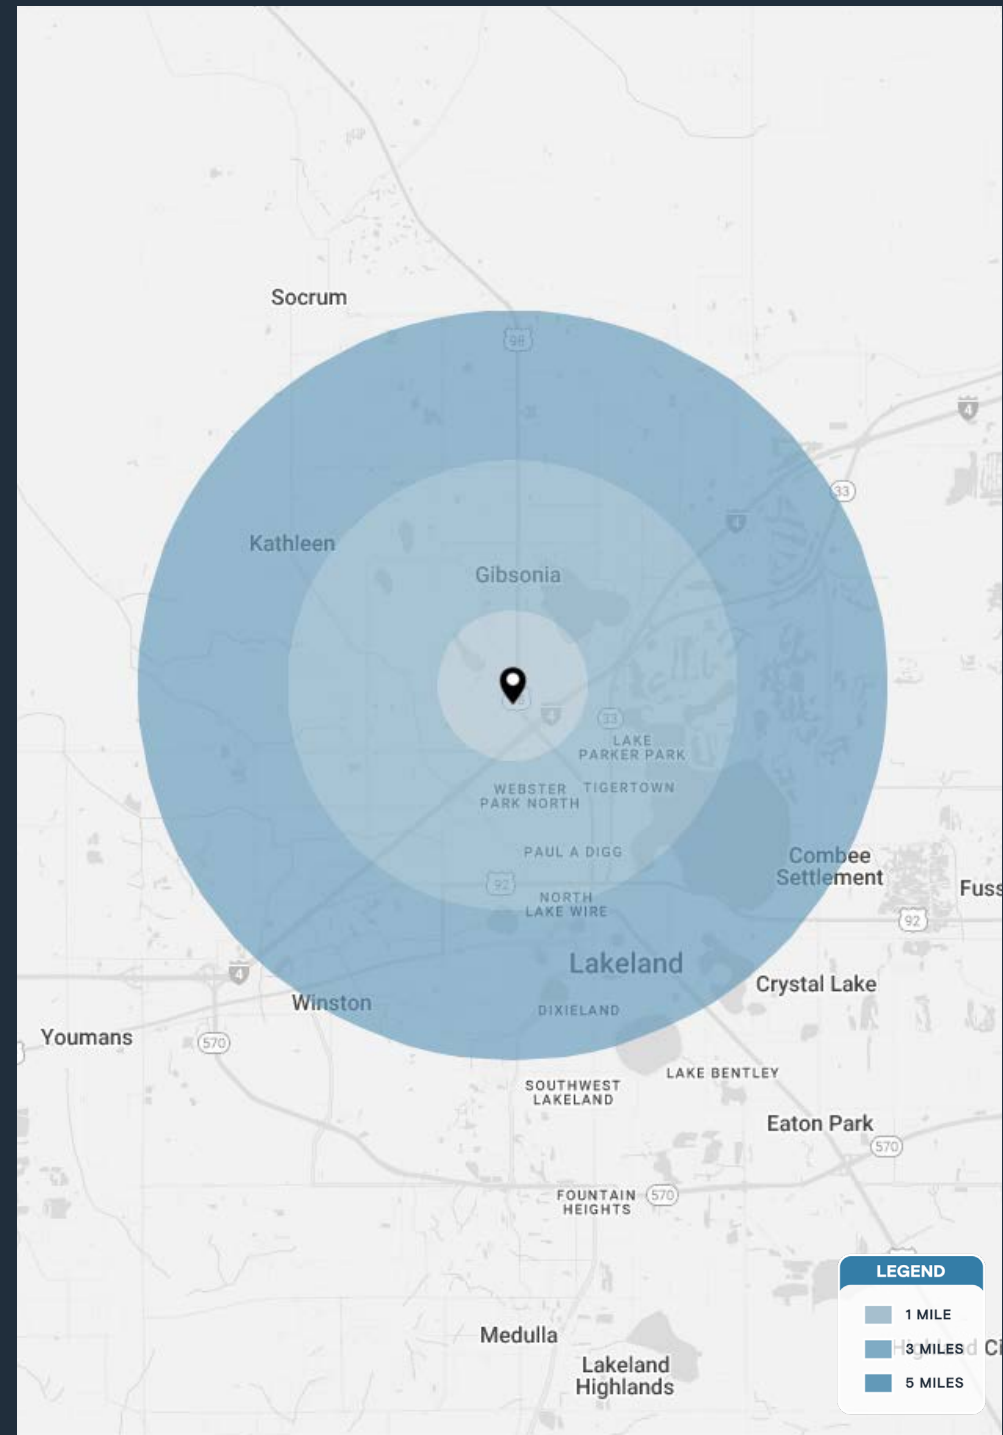 Socrum
98
4
33
Kathleen
4
Gibsonia
4
33
LAKE
PARKER PARK
WEBSTER
PARK NORTH
TIGERTOWN
PAUL A DIGG
Combee
Settlement
92
Fuss
NORTH
LAKE WIRE
92
Lakeland
4
Crystal Lake
Winston
DIXIELAND
Youmans
570
LAKE BENTLEY
SOUTHWEST
LAKELAND
Eaton Park
570
FOUNTAIN
HEIGHTS
570
LEGEND
1 MILE
Medulla
3 MILES
Ci
Lakeland
Highlands
5 MILES